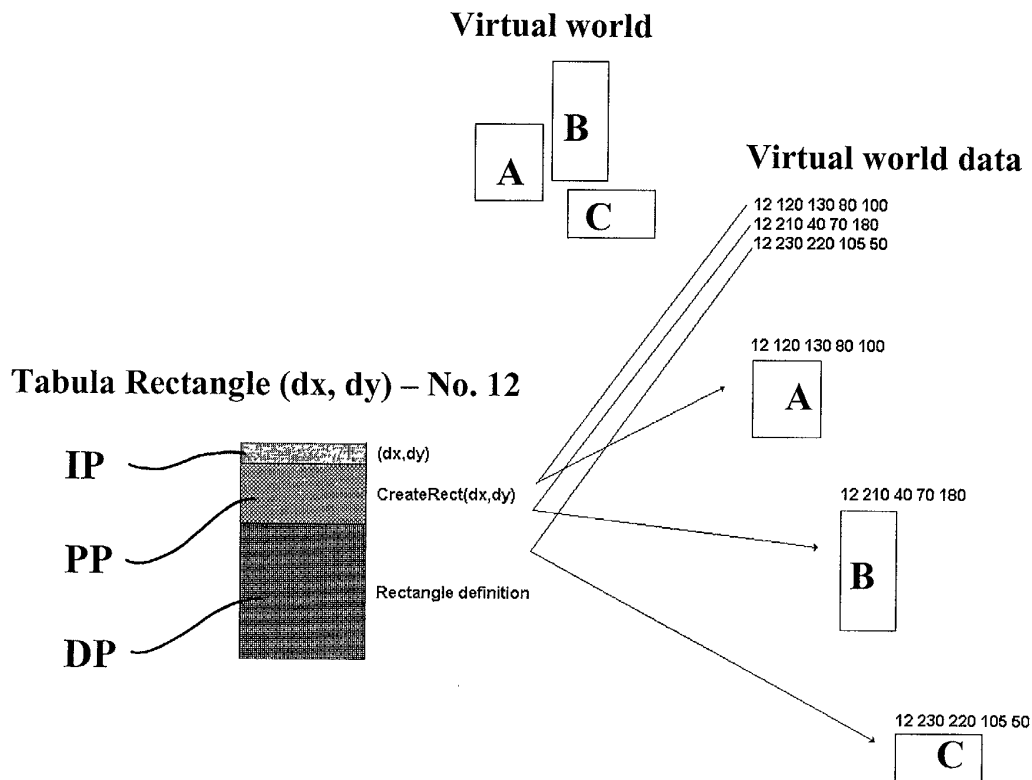 Virtual world
B
A
C
Virtual world data
12 120 130 80 100
12 210 40 70 180
12 230 220 105 50
12 120 130 80 100
A
Tabula Rectangle (dx, dy) – No. 12
IP
(dx,dy)
CreateRect(dx,dy)
12 210 40 70 180
PP
B
Rectangle definition
DP
12 230 220 105 50
C